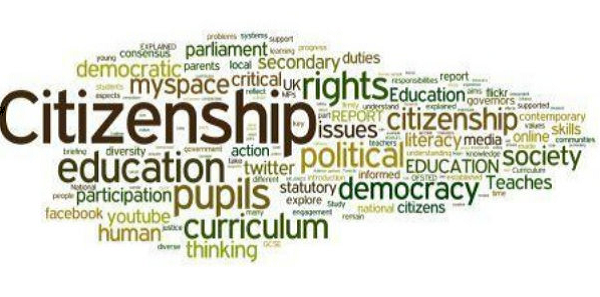 problems systems support
EXPLAINED parliament learning progress
young consensus
democratic parents local secondary duties
students myspace critical UK rights responsibilities report
aspects reflect MPs Education aims flickr
Citizenship key part REPORT firmly understand explained governors supported
issues citizenship contemporary
values skills
briefing diversity government action teachers literacy media online communities
education take twitter political understanding knowledge society
different introduction informed OFSTED EDUCATION Curriculum
National pupils statutory democracy established Teaches
people participation explore Study time
facebook youtube many engagement national citizens
human justice curriculum remain
diverse thinking GCSE